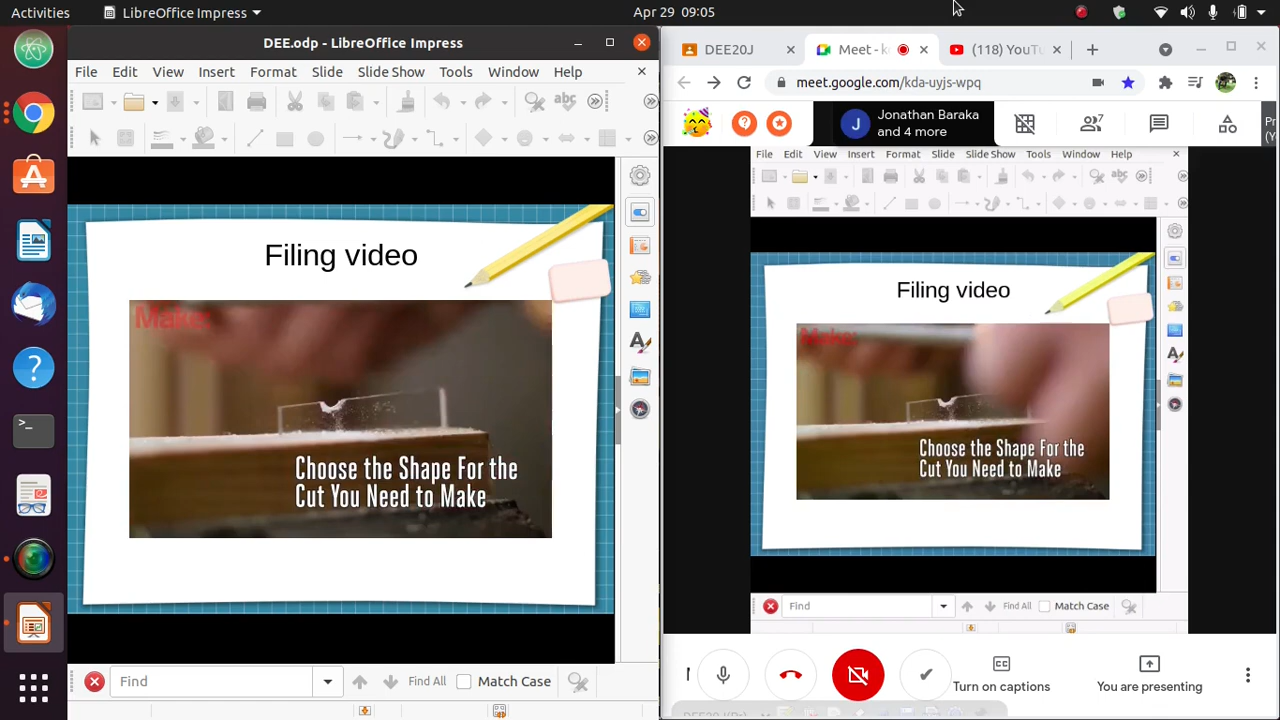 Activities
LibreOffice Impress
Apr 29 09:05
DEE.odp - LibreOffice Impress
File Edit View Insert Format Slide Slide Show Tools Window Help
Filing video
Make:
Choose the Shape For the
Cut You Need to Make
Find
Find All
Match Case
DEE20J
Meet - k
(118) YouTu
meet.google.com/kda-uyjs-wpq
J
Jonathan Baraka
and 4 more
7
File Edit View Insert Format Slide Slide Show Tools Window Help
Filing video
Make:
Choose the Shape For the
Cut You Need to Make
Find
Find All
Match Case
Turn on captions
You are presenting